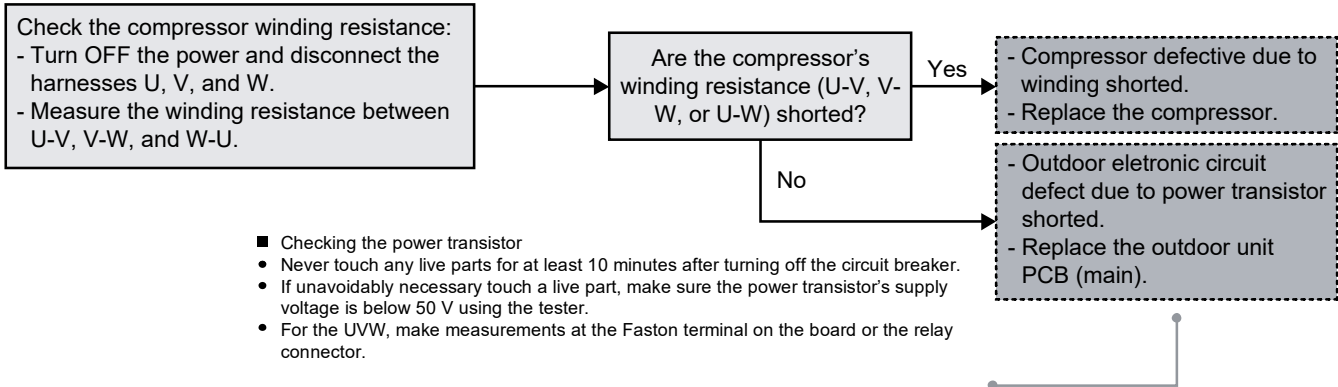 Check the compressor winding resistance:
- Turn OFF the power and disconnect the
harnesses U, V, and W.
- Measure the winding resistance between
U-V, V-W, and W-U.
Are the compressor's
winding resistance (U-V, V-
W, or U-W) shorted?
Yes
- Compressor defective due to
winding shorted.
- Replace the compressor.
No
- Outdoor eletronic circuit
defect due to power transistor
shorted.
- Replace the outdoor unit
PCB (main).
■ Checking the power transistor
• Never touch any live parts for at least 10 minutes after turning off the circuit breaker.
• If unavoidably necessary touch a live part, make sure the power transistor's supply
voltage is below 50 V using the tester.
• For the UVW, make measurements at the Faston terminal on the board or the relay
connector.